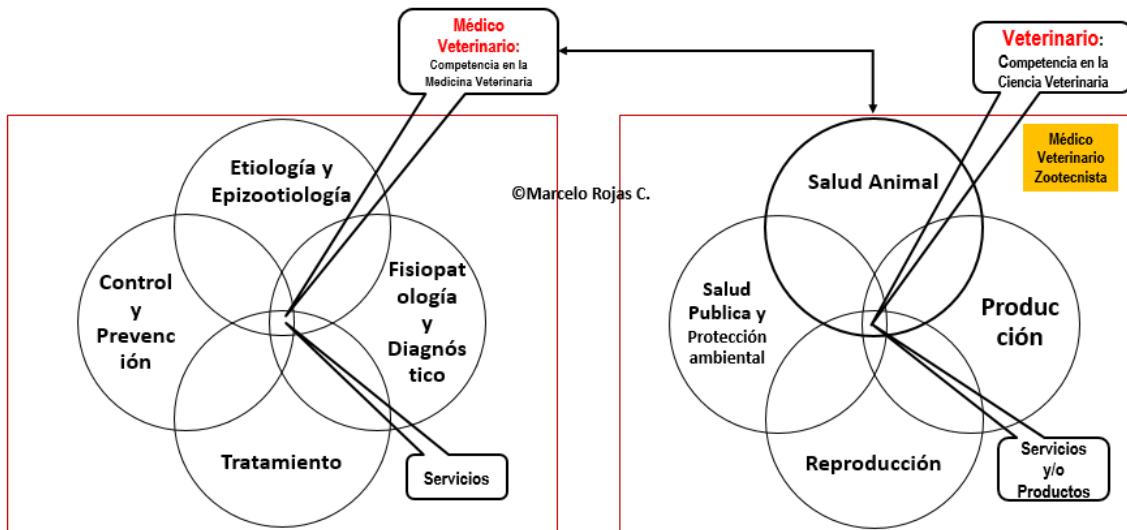 Médico
Veterinario:
Competencia en la
Medicina Veterinaria
Veterinario:
Competencia en la
Ciencia Veterinaria
Médico
Veterinario
Zootecnista
©Marcelo Rojas C.
Etiología y
Epizootiología
Control
y
Prevenc
ión
Fisiopat
ología
y
Diagnós
tico
Tratamiento
Servicios
Salud Animal
Salud
Publica y
Protección
ambiental
Produc
ción
Reproducción
Servicios
y/o
Productos